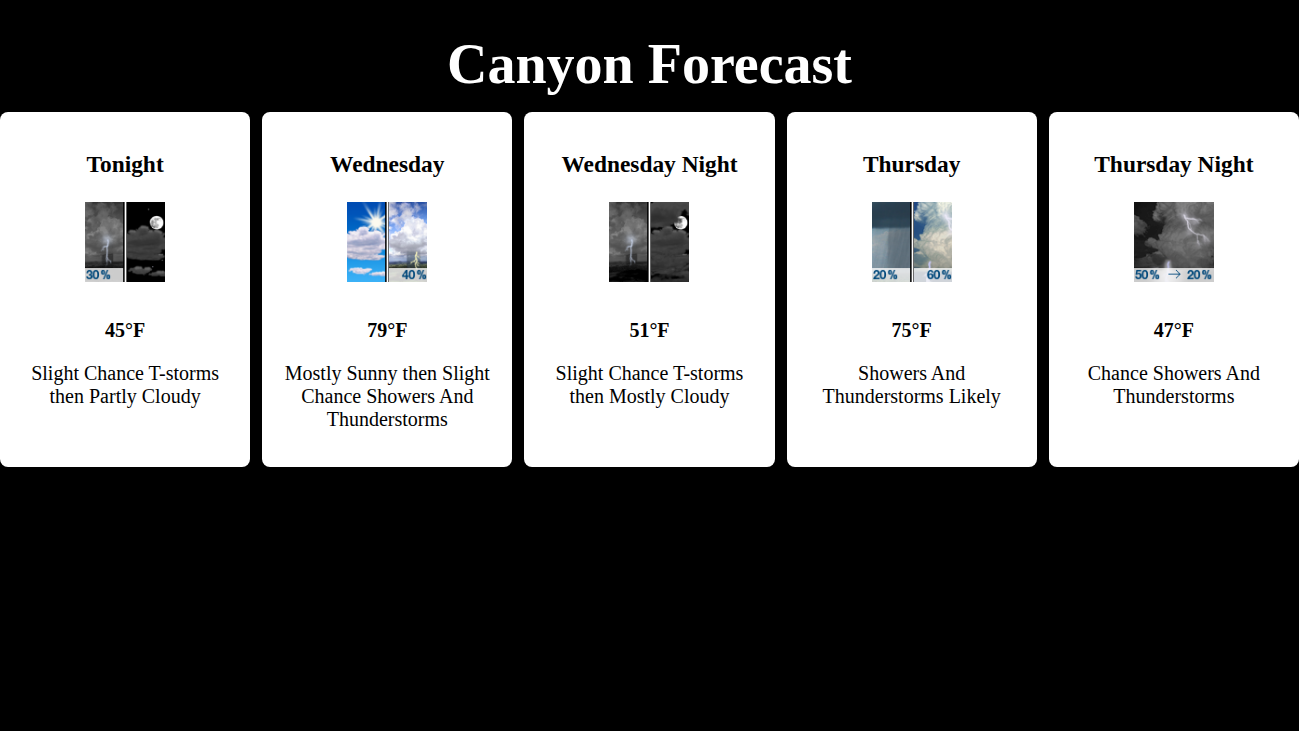 Canyon Forecast
Tonight
30%
45°F
Slight Chance T-storms
then Partly Cloudy
Wednesday
40%
79°F
Mostly Sunny then Slight
Chance Showers And
Thunderstorms
Wednesday Night
51°F
Slight Chance T-storms
then Mostly Cloudy
Thursday
20% 60%
75°F
Showers And
Thunderstorms Likely
Thursday Night
50% → 20%
47°F
Chance Showers And
Thunderstorms